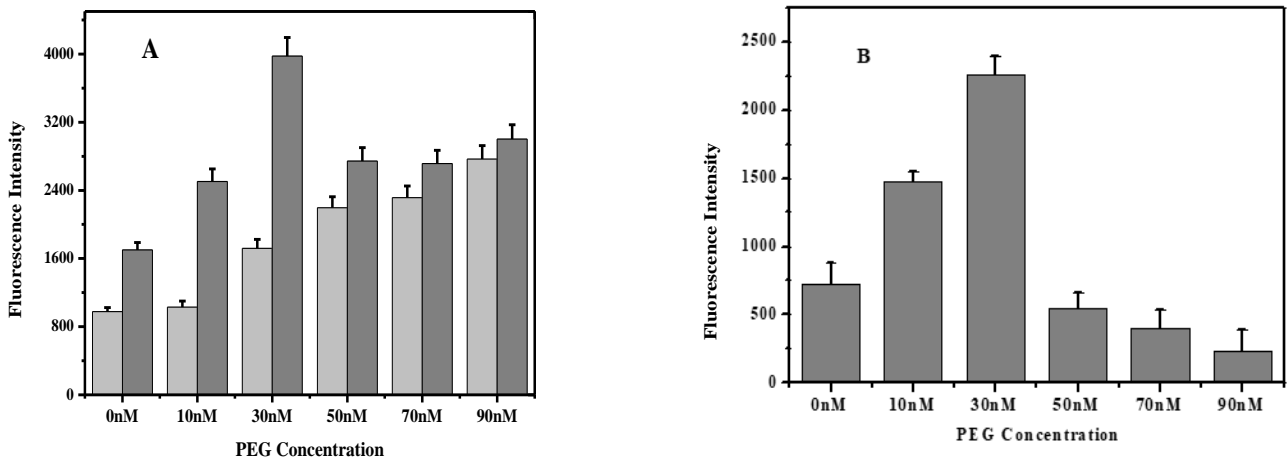 A
Fluorescence Intensity
4000
3200
2400
1600
800
0
0nM 10nM 30nM 50nM 70nM 90nM
PEG Concentration
B
Fluorescence Intensity
2500
2000
1500
1000
500
0
0nM 10nM 30nM 50nM 70nM 90nM
PEG Concentration